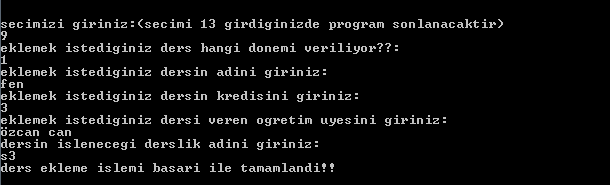 secimizi giriniz:(secimi 13 girdiginizde program sonlanacaktir)
9
eklemek istediginiz ders hangi donemi veriliyor??:
1
eklemek istediginiz dersin adini giriniz:
fen
eklemek istediginiz dersin kredisini giriniz:
3
eklemek istediginiz dersi veren ogretim uyesini giriniz:
özcan can
dersin islenecegi derslik adini giriniz:
s3
ders ekleme islemi basari ile tamamlandi!!